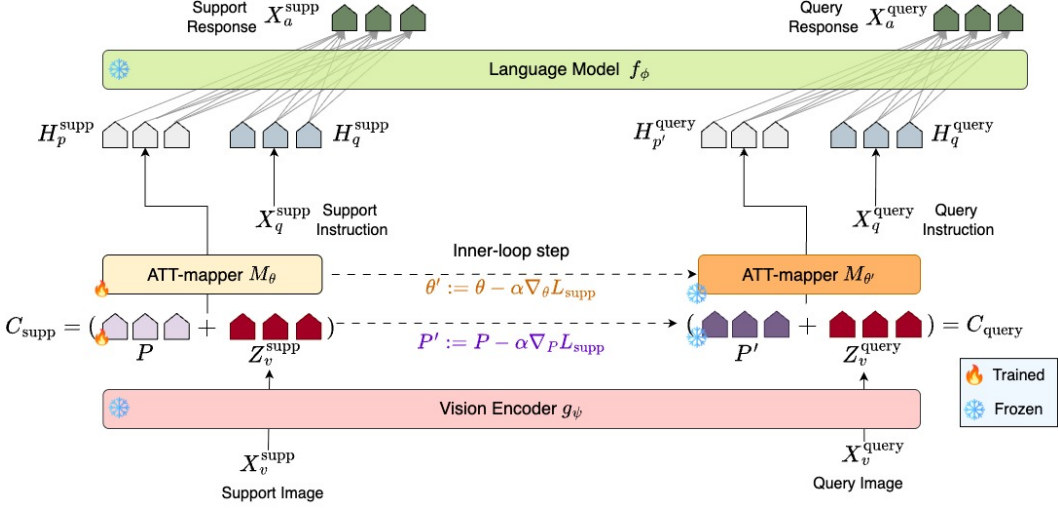 Support Response X_a^supp
Query Response X_a^query
Language Model f_ϕ
H_p^supp
H_q^supp
H_{p'}^query
H_q^query
X_q^supp Support Instruction
X_q^query Query Instruction
ATT-mapper M_θ
Inner-loop step
ATT-mapper M_{θ'}
θ' := θ − α∇_θ L_supp
C_supp = ( P + Z_v^supp )
P' := P − α∇_P L_supp
( P' + Z_v^query ) = C_query
Trained
Frozen
Vision Encoder g_ψ
X_v^supp
Support Image
X_v^query
Query Image